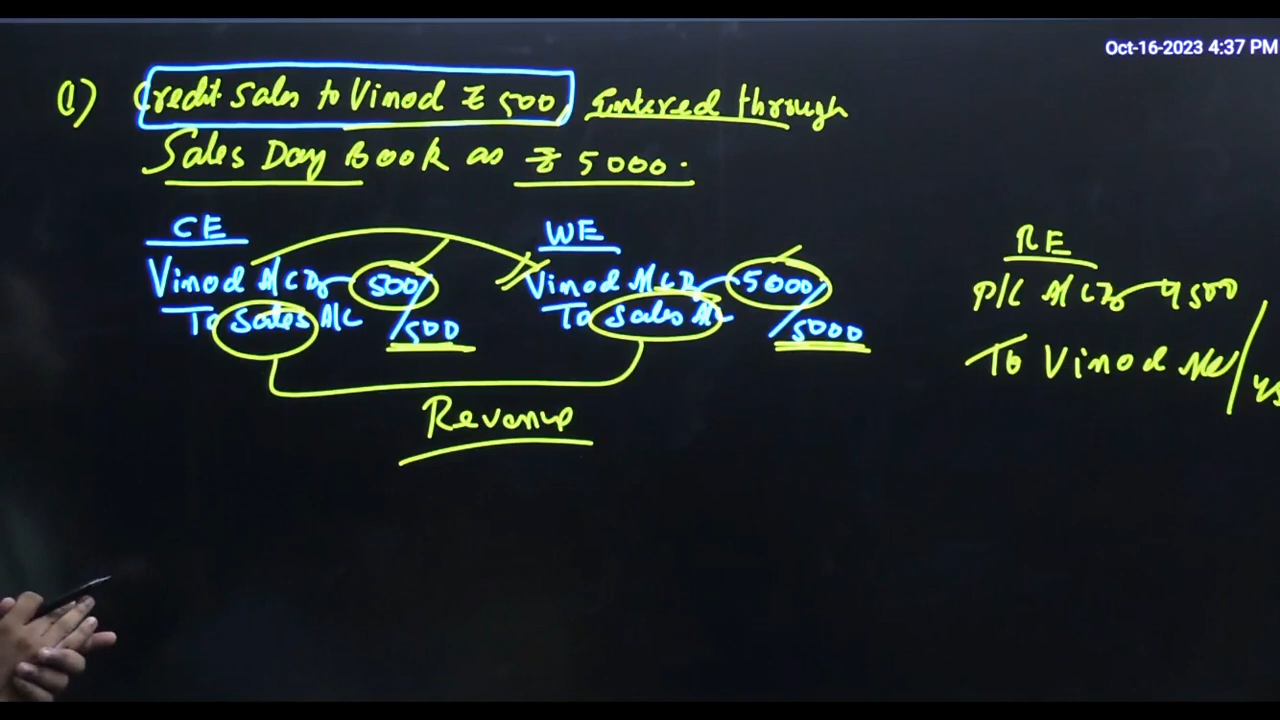 Oct-16-2023 4:37 PM
(1) Credit Sales to Vinod ₹ 500, Entered through
Sales Day Book as ₹ 5000.
CE
Vinod A/c Dr 500
To Sales A/c /500
WE
Vinod A/c Dr 5000
To Sales A/c /5000
Revenue
RE
P/L A/c Dr 4500
To Vinod A/c /45